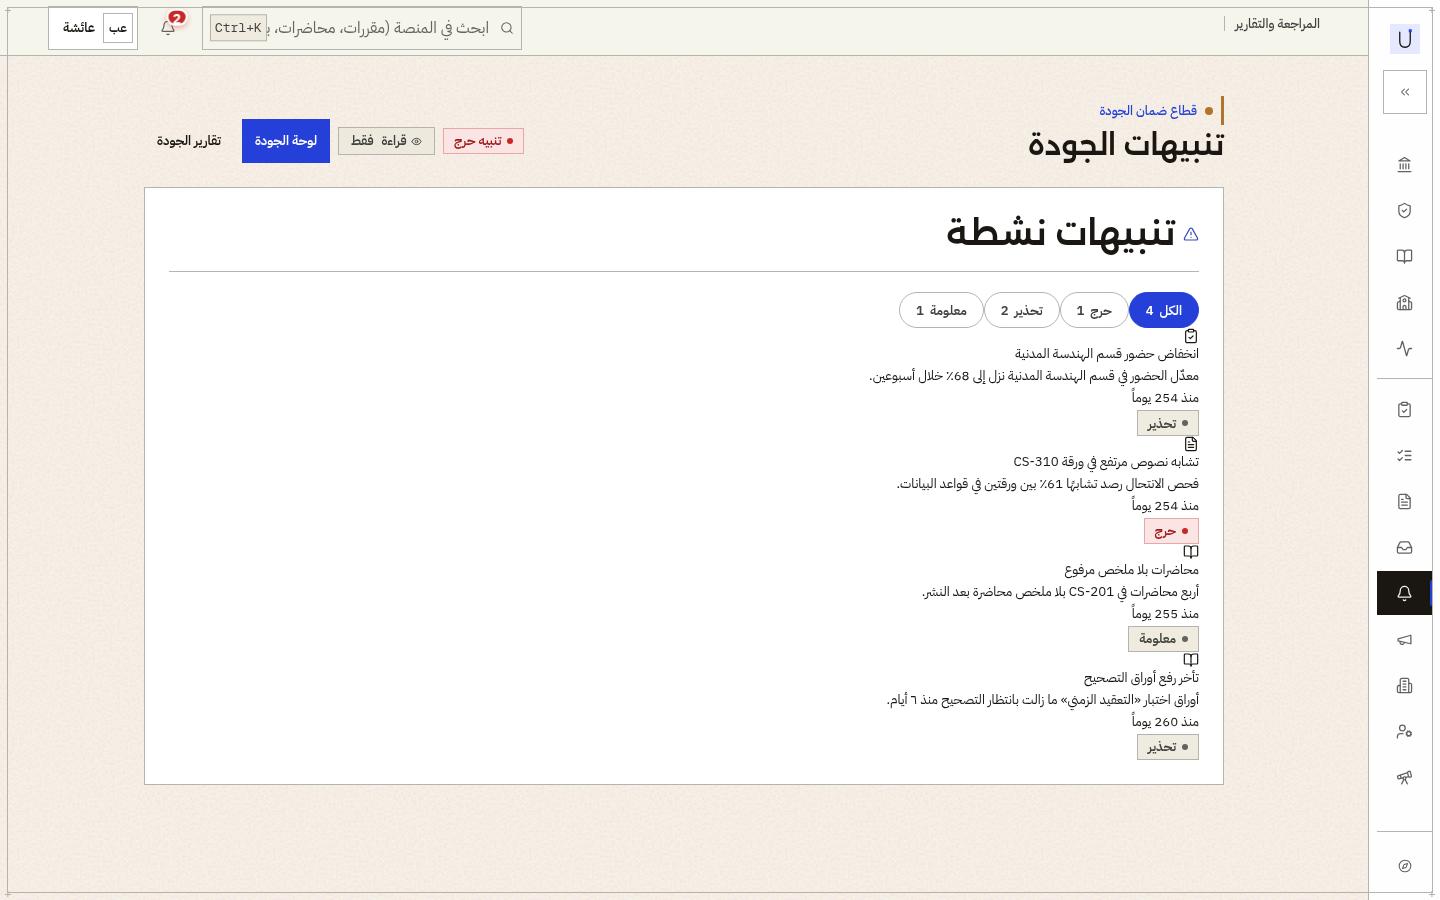 المراجعة والتقارير
ابحث في المنصة (مقررات، محاضرات،
Ctrl+K
2
عب
عائشة
قطاع ضمان الجودة
تنبيهات الجودة
تنبيه حرج
قراءة فقط
لوحة الجودة
تقارير الجودة
تنبيهات نشطة
الكل 4
حرج 1
تحذير 2
معلومة 1
انخفاض حضور قسم الهندسة المدنية
معدّل الحضور في قسم الهندسة المدنية نزل إلى 68٪ خلال أسبوعين.
منذ 254 يوماً
تحذير
تشابه نصوص مرتفع في ورقة CS-310
فحص الانتحال رصد تشابهًا 61٪ بين ورقتين في قواعد البيانات.
منذ 254 يوماً
حرج
محاضرات بلا ملخص مرفوع
أربع محاضرات في CS-201 بلا ملخص محاضرة بعد النشر.
منذ 255 يوماً
معلومة
تأخر رفع أوراق التصحيح
أوراق اختبار «التعقيد الزمني» ما زالت بانتظار التصحيح منذ ٦ أيام.
منذ 260 يوماً
تحذير